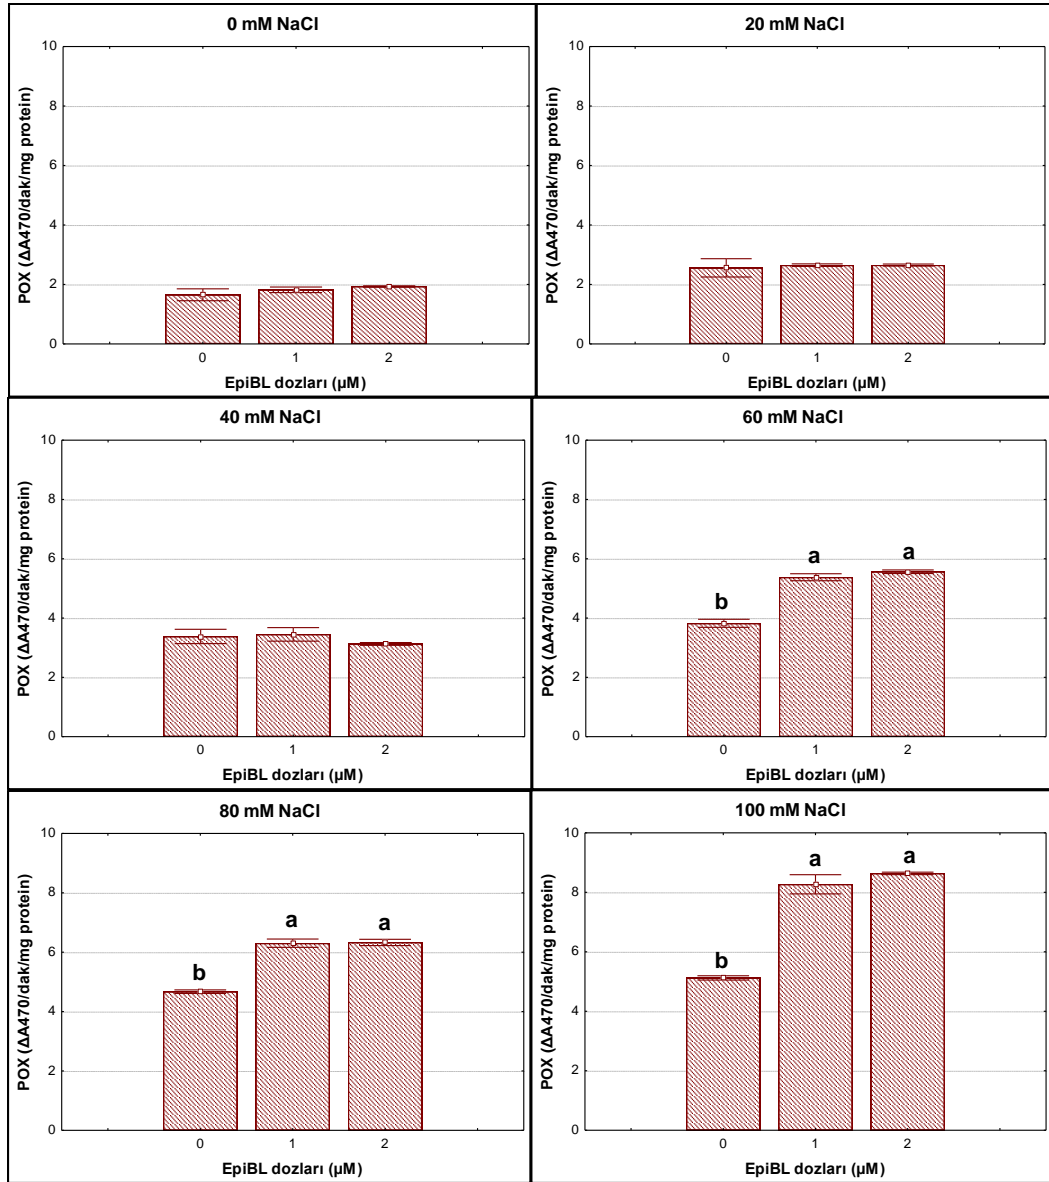 0 mM NaCl
POX (ΔA470/dak/mg protein)
10
8
6
4
2
0
0 1 2
EpiBL dozları (µM)
20 mM NaCl
POX (ΔA470/dak/mg protein)
10
8
6
4
2
0
0 1 2
EpiBL dozları (µM)
40 mM NaCl
POX (ΔA470/dak/mg protein)
10
8
6
4
2
0
0 1 2
EpiBL dozları (µM)
60 mM NaCl
POX (ΔA470/dak/mg protein)
10
8
6
4
2
0
b a a
0 1 2
EpiBL dozları (µM)
80 mM NaCl
POX (ΔA470/dak/mg protein)
10
8
6
4
2
0
b a a
0 1 2
EpiBL dozları (µM)
100 mM NaCl
POX (ΔA470/dak/mg protein)
10
8
6
4
2
0
b a a
0 1 2
EpiBL dozları (µM)